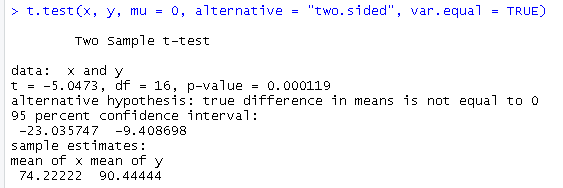 > t.test(x, y, mu = 0, alternative = "two.sided", var.equal = TRUE)
Two Sample t-test
data:  x and y
t = -5.0473, df = 16, p-value = 0.000119
alternative hypothesis: true difference in means is not equal to 0
95 percent confidence interval:
-23.035747  -9.408698
sample estimates:
mean of x mean of y
74.22222  90.44444